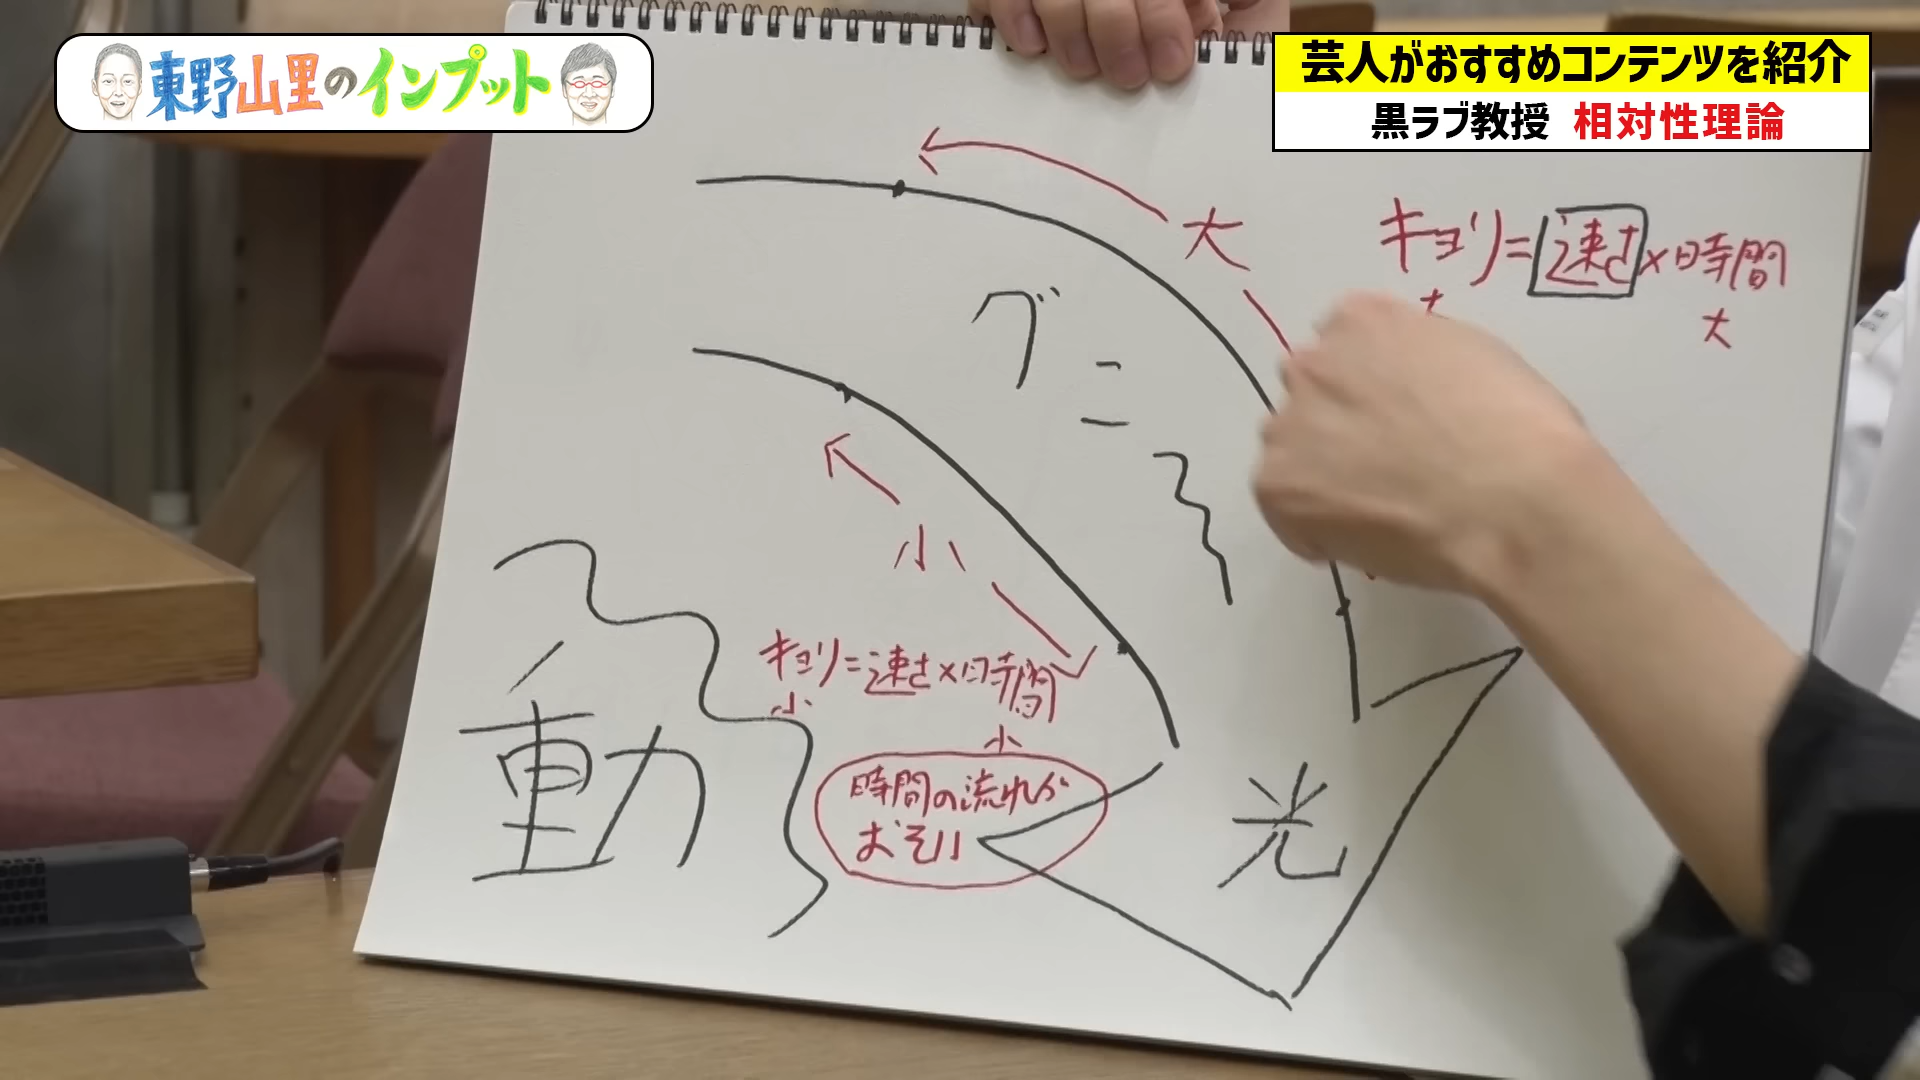 東野山里のインプット
芸人がおすすめコンテンツを紹介
黒ラブ教授 相対性理論
大
キョリ=速さ×時間
大
グニ
小
キョリ=速さ×時間
小
小
動
時間の流れが
おそい
光